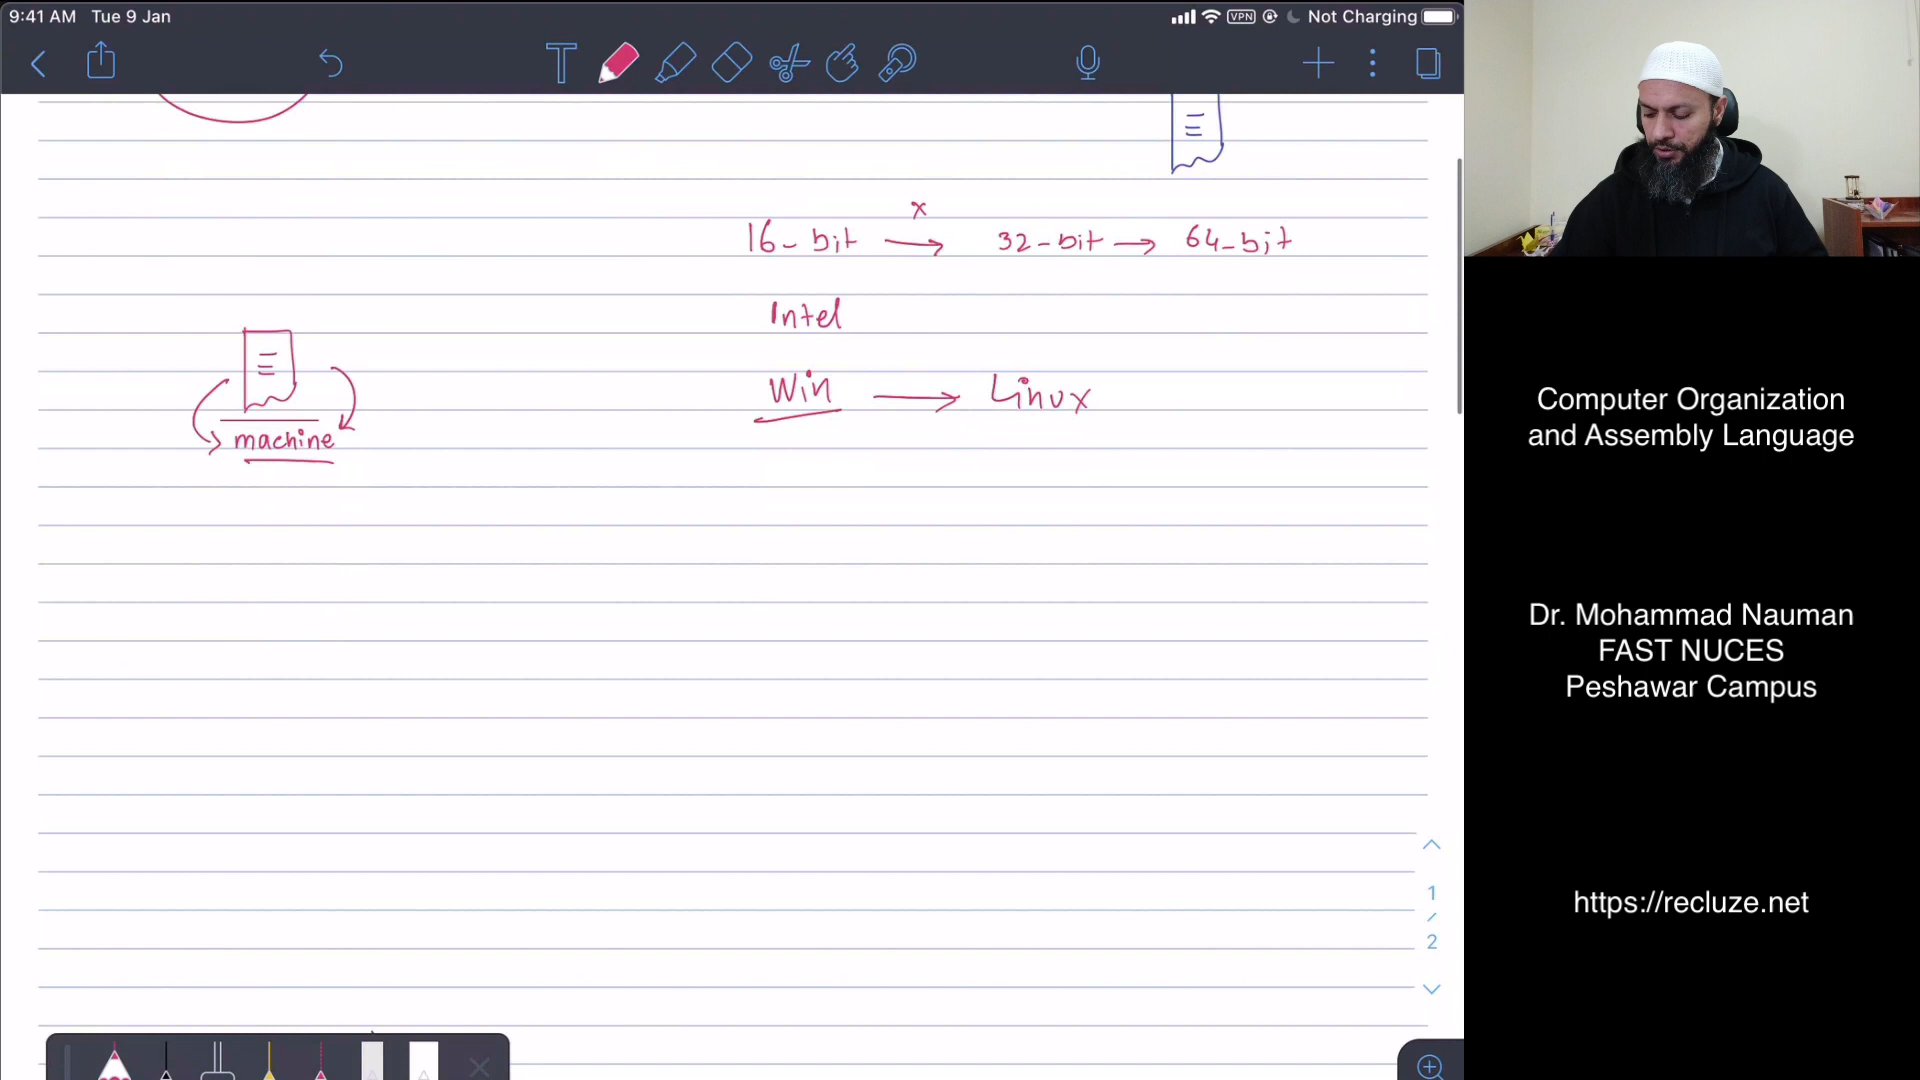 9:41 AM Tue 9 Jan
VPN Not Charging
16-bit → x 32-bit → 64-bit
Intel
Win → Linux
machine
1
/
2
Computer Organization
and Assembly Language
Dr. Mohammad Nauman
FAST NUCES
Peshawar Campus
https://recluze.net